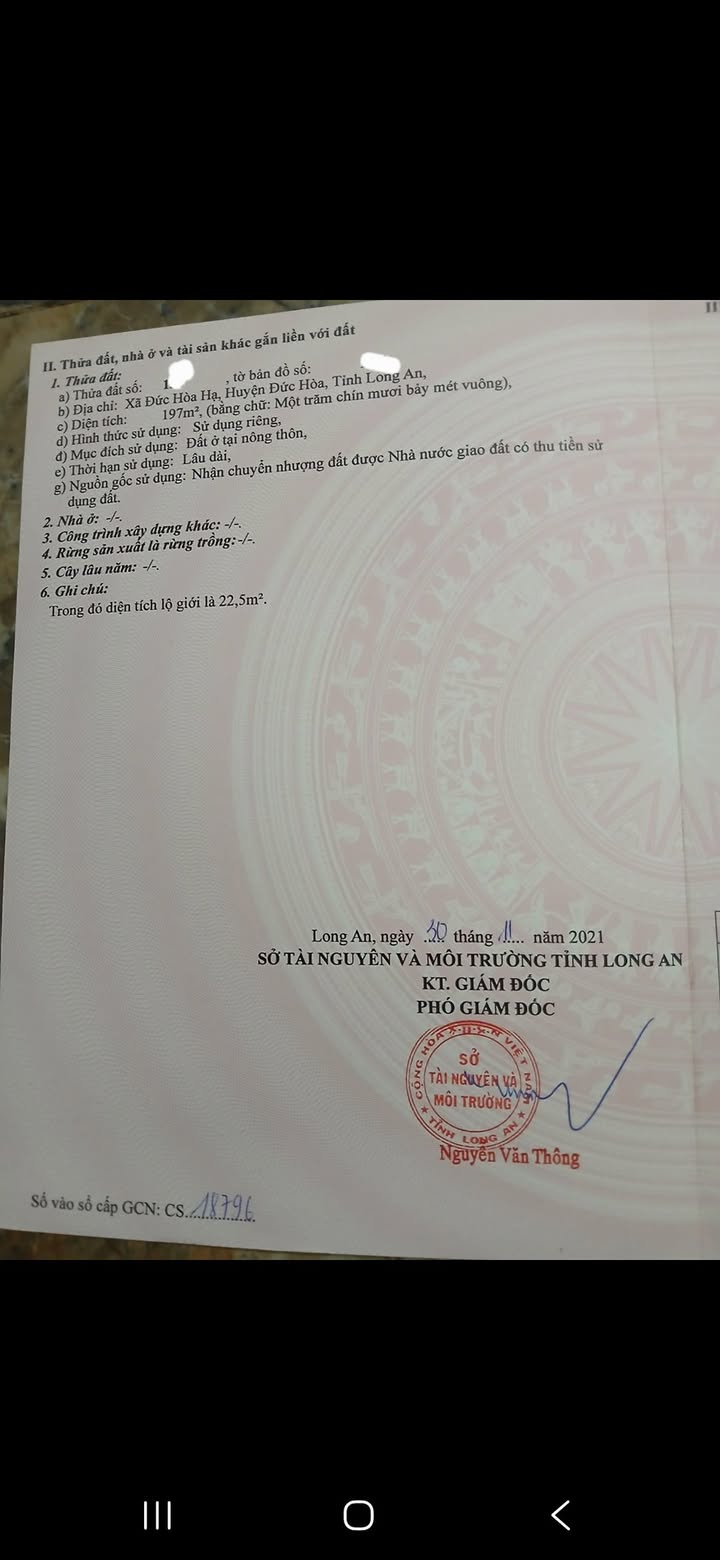 II
II. Thửa đất, nhà ở và tài sản khác gắn liền với đất
1. Thửa đất:
a) Thửa đất số: 1 , tờ bản đồ số:
b) Địa chỉ: Xã Đức Hòa Hạ, Huyện Đức Hòa, Tỉnh Long An,
c) Diện tích: 197m², (bằng chữ: Một trăm chín mươi bảy mét vuông),
d) Hình thức sử dụng: Sử dụng riêng,
đ) Mục đích sử dụng: Đất ở tại nông thôn,
e) Thời hạn sử dụng: Lâu dài,
g) Nguồn gốc sử dụng: Nhận chuyển nhượng đất được Nhà nước giao đất có thu tiền sử
dụng đất.
2. Nhà ở: -/-.
3. Công trình xây dựng khác: -/-.
4. Rừng sản xuất là rừng trồng: -/-.
5. Cây lâu năm: -/-.
6. Ghi chú:
Trong đó diện tích lộ giới là 22,5m².
Long An, ngày 30 tháng 11 năm 2021
SỞ TÀI NGUYÊN VÀ MÔI TRƯỜNG TỈNH LONG AN
KT. GIÁM ĐỐC
PHÓ GIÁM ĐỐC
CỘNG HÒA X.H.C.N VIỆT NAM
SỞ
TÀI NGUYÊN VÀ
MÔI TRƯỜNG
TỈNH LONG AN
Nguyễn Văn Thông
Số vào sổ cấp GCN: CS 18796